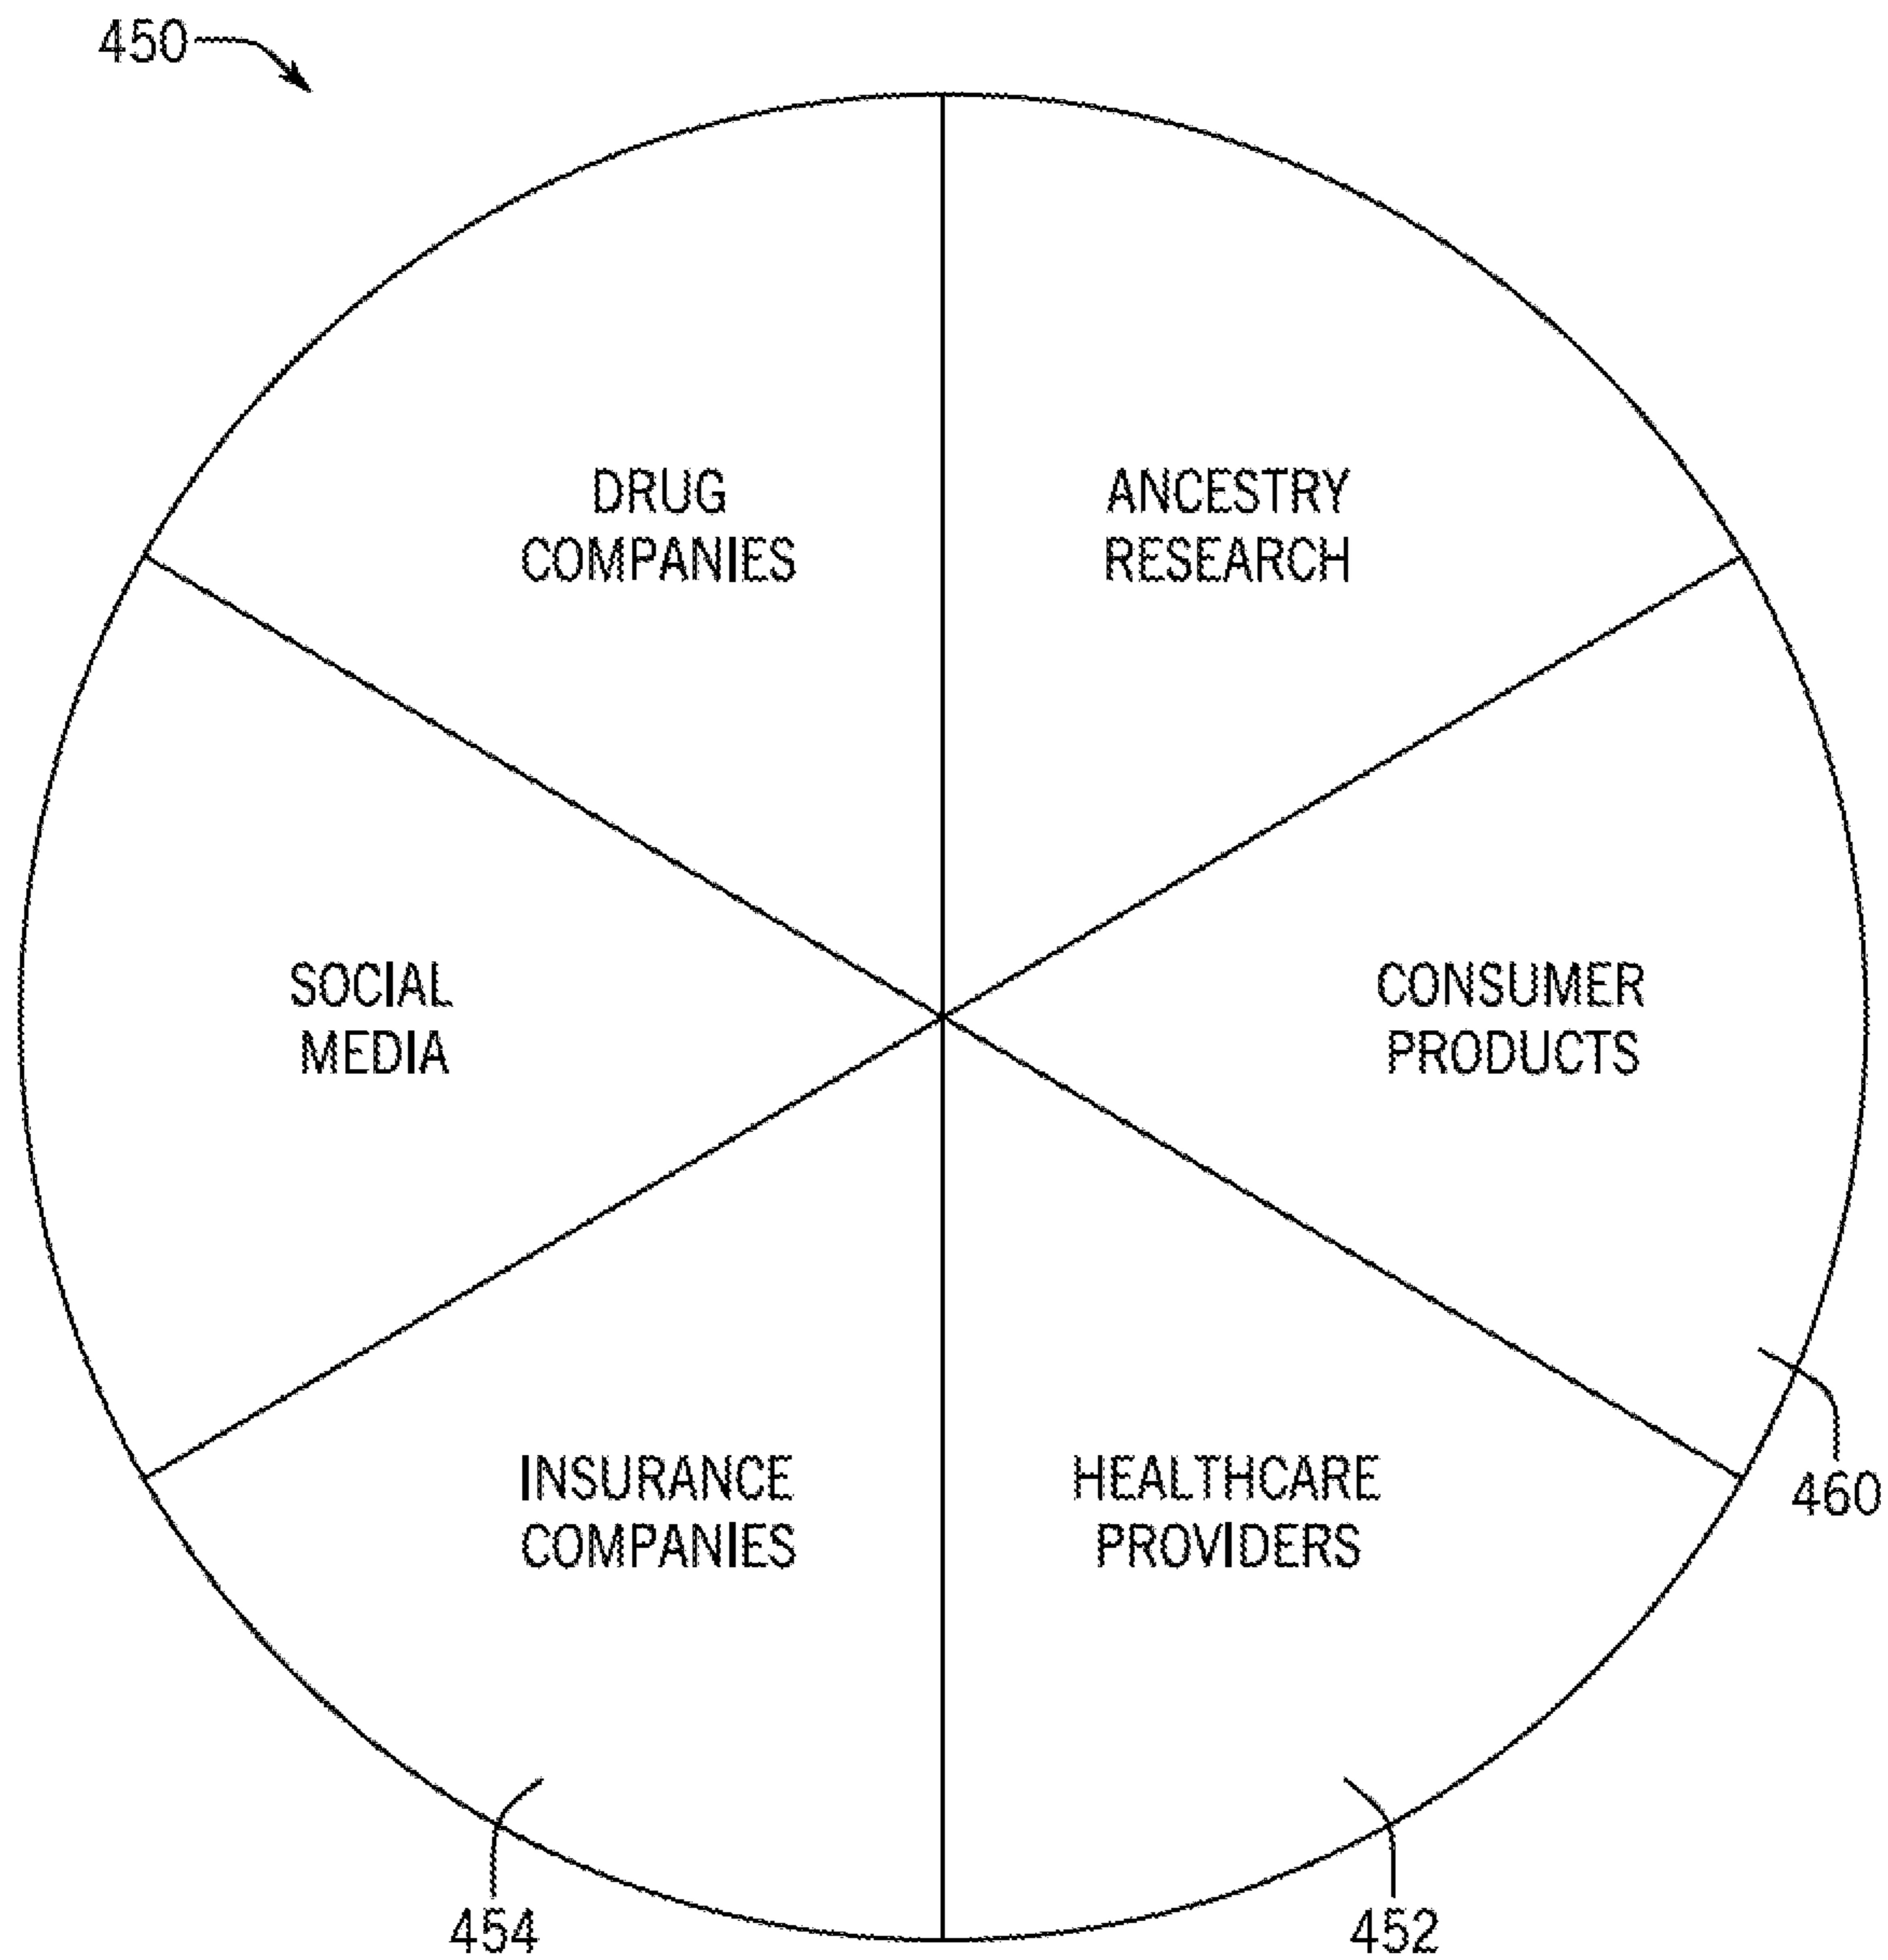 450
DRUG
COMPANIES
ANCESTRY
RESEARCH
SOCIAL
MEDIA
CONSUMER
PRODUCTS
INSURANCE
COMPANIES
HEALTHCARE
PROVIDERS
460
454
452